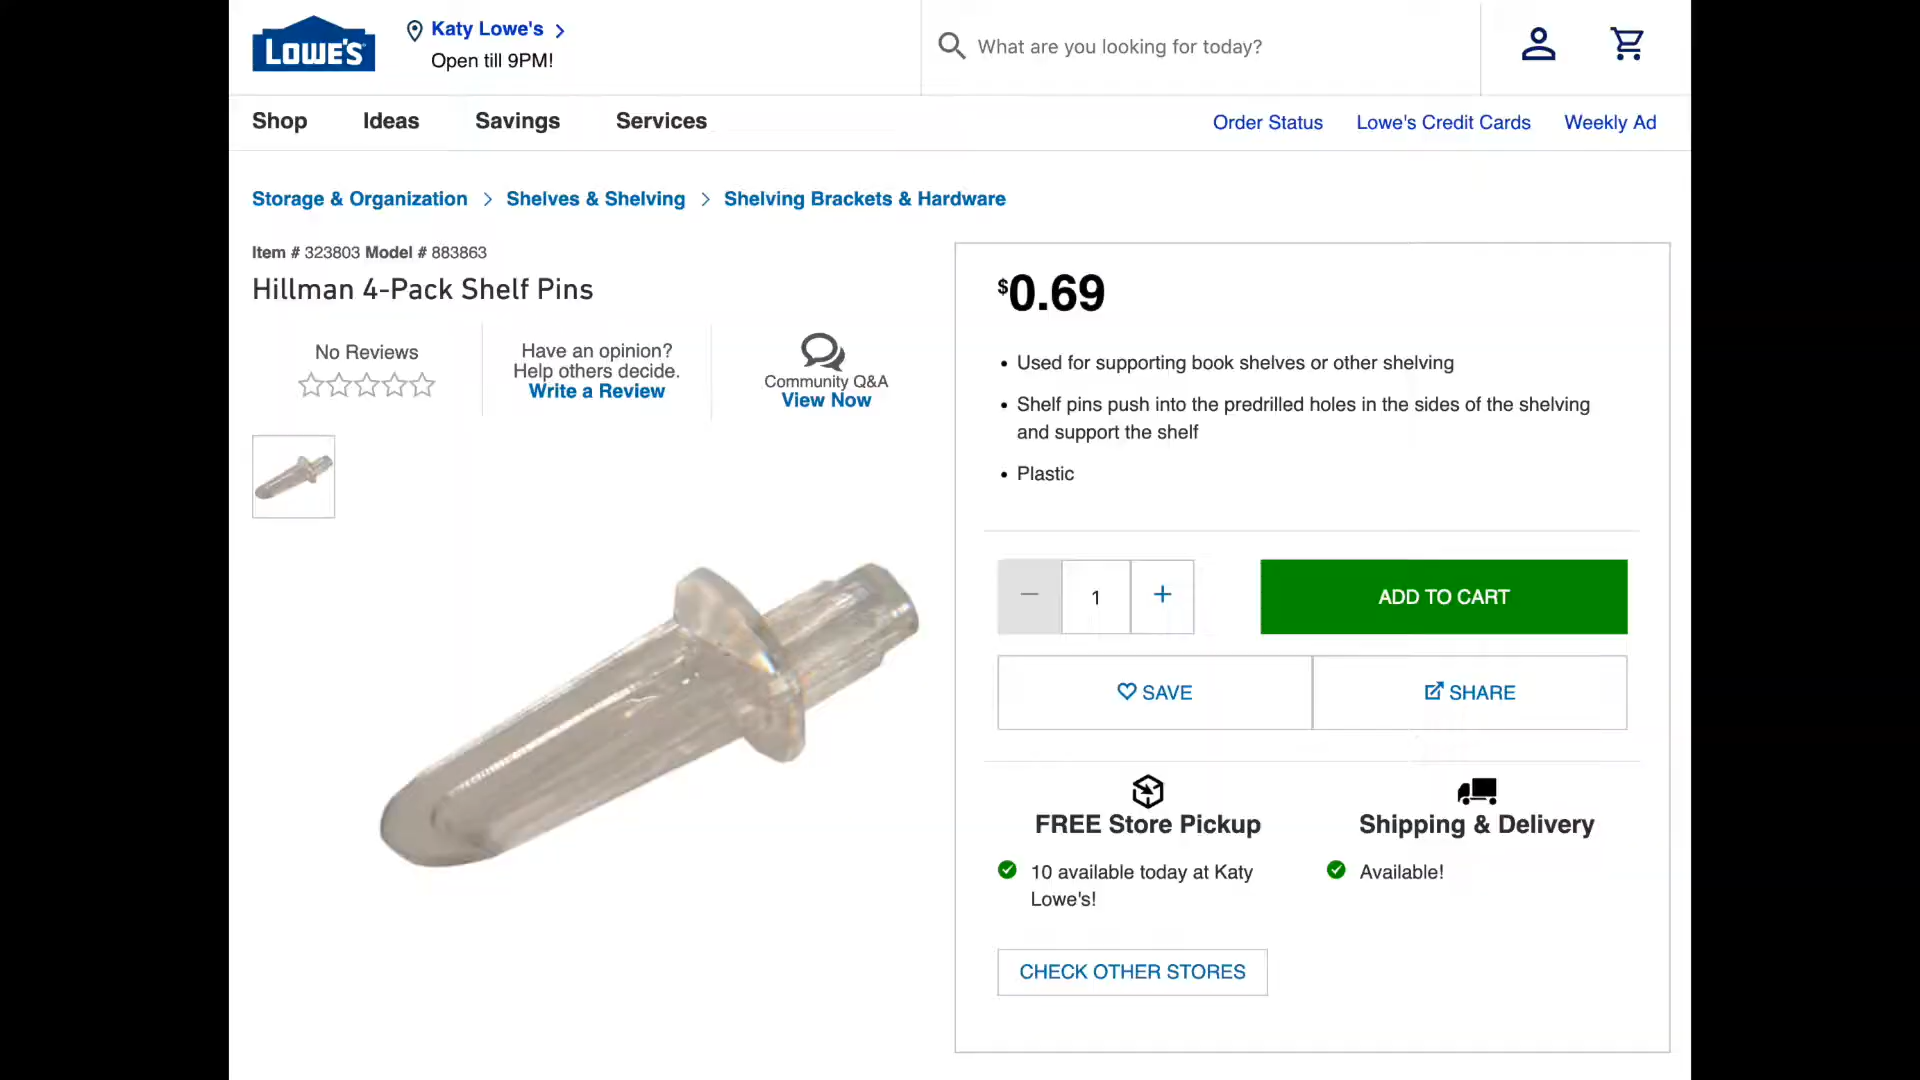 LOWE'S
Katy Lowe's
Open till 9PM!
What are you looking for today?
Shop
Ideas
Savings
Services
Order Status
Lowe's Credit Cards
Weekly Ad
Storage & Organization
Shelves & Shelving
Shelving Brackets & Hardware
Item # 323803 Model # 883863
Hillman 4-Pack Shelf Pins
No Reviews
Have an opinion?
Help others decide.
Write a Review
Community Q&A
View Now
$0.69
• Used for supporting book shelves or other shelving
• Shelf pins push into the predrilled holes in the sides of the shelving
and support the shelf
• Plastic
− 1 +
ADD TO CART
SAVE
SHARE
FREE Store Pickup
10 available today at Katy
Lowe's!
Shipping & Delivery
Available!
CHECK OTHER STORES